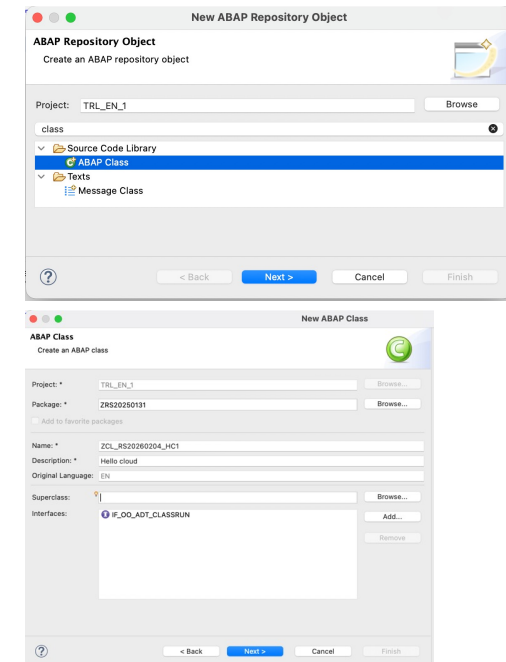 New ABAP Repository Object
ABAP Repository Object
Create an ABAP repository object
Project: TRL_EN_1 Browse
class
Source Code Library
ABAP Class
Texts
Message Class
? < Back Next > Cancel Finish
New ABAP Class
ABAP Class
Create an ABAP class
C
Project: * TRL_EN_1 Browse...
Package: * ZRS20250131 Browse...
Add to favorite packages
Name: * ZCL_RS20260204_HC1
Description: * Hello cloud
Original Language: EN
Superclass: Browse...
Interfaces: IF_OO_ADT_CLASSRUN Add...
Remove
? < Back Next > Cancel Finish